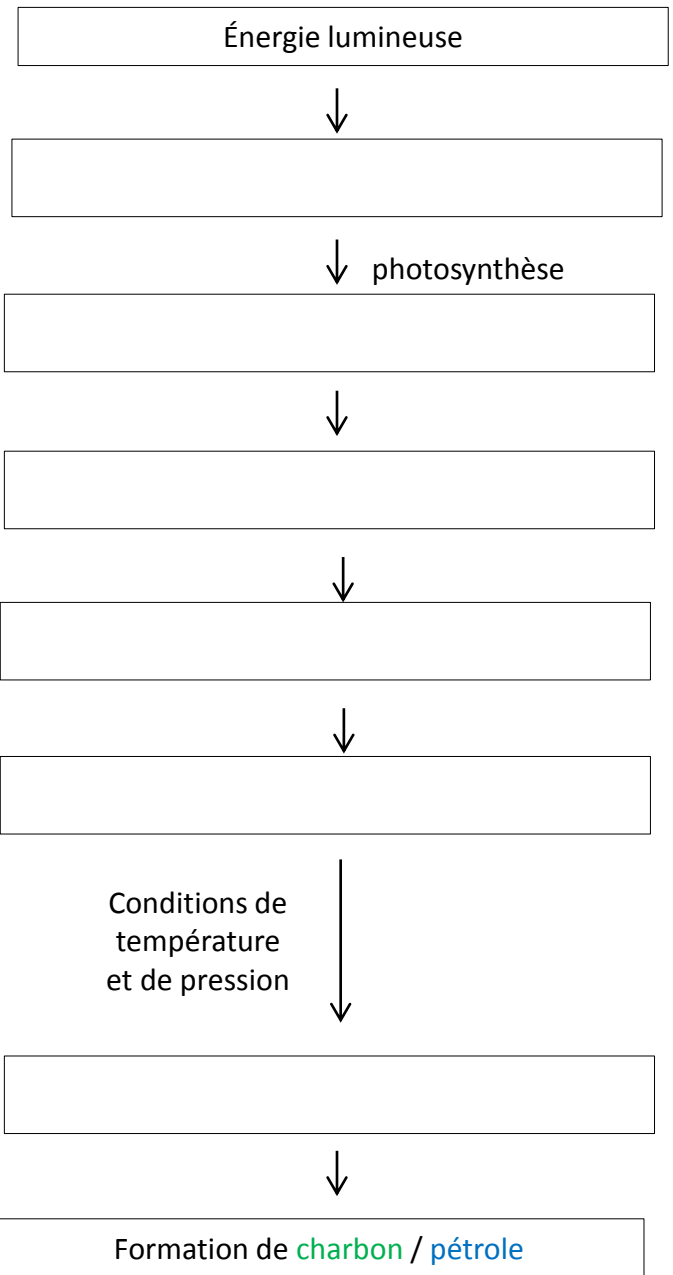 Énergie lumineuse
photosynthèse
Conditions de
température
et de pression
Formation de charbon / pétrole